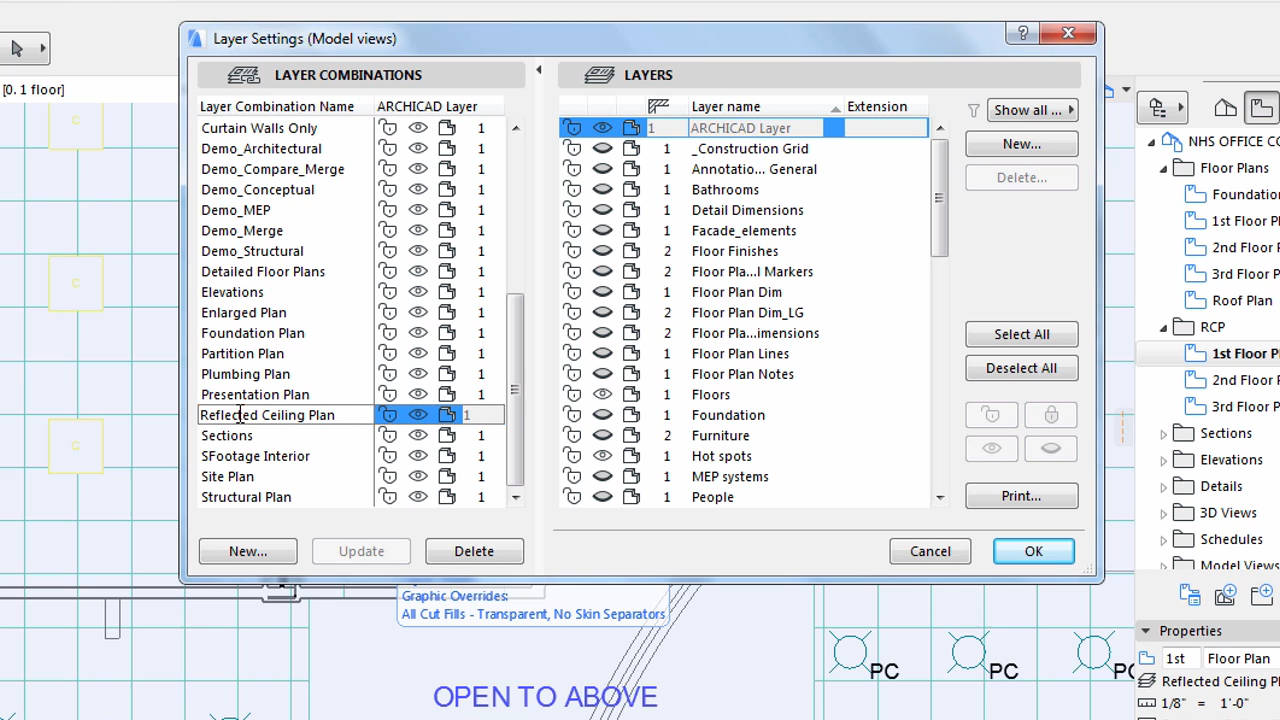 Layer Settings (Model views)
?
[0. 1 floor]
LAYER COMBINATIONS
Layer Combination Name ARCHICAD Layer
Curtain Walls Only 1
Demo_Architectural 1
Demo_Compare_Merge 1
Demo_Conceptual 1
Demo_MEP 1
Demo_Merge 1
Demo_Structural 1
Detailed Floor Plans 1
Elevations 1
Enlarged Plan 1
Foundation Plan 1
Partition Plan 1
Plumbing Plan 1
Presentation Plan 1
Reflected Ceiling Plan 1
Sections 1
SFootage Interior 1
Site Plan 1
Structural Plan 1
New... Update Delete
LAYERS
Layer name Extension
1 ARCHICAD Layer
1 _Construction Grid
1 Annotatio... General
1 Bathrooms
1 Detail Dimensions
1 Facade_elements
2 Floor Finishes
2 Floor Pla...l Markers
1 Floor Plan Dim
2 Floor Plan Dim_LG
2 Floor Pla...imensions
1 Floor Plan Lines
1 Floor Plan Notes
1 Floors
1 Foundation
2 Furniture
1 Hot spots
1 MEP systems
1 People
Show all ...
New...
Delete...
Select All
Deselect All
Print...
Cancel OK
NHS OFFICE CO
Floor Plans
Foundatio
1st Floor P
2nd Floor P
3rd Floor P
Roof Plan
RCP
1st Floor P
2nd Floor P
3rd Floor P
Sections
Elevations
Details
3D Views
Schedules
Model Views
Properties
1st Floor Plan
Reflected Ceiling P
1/8" = 1'-0"
C
C
C
Graphic Overrides:
All Cut Fills - Transparent, No Skin Separators
OPEN TO ABOVE
PC PC PC